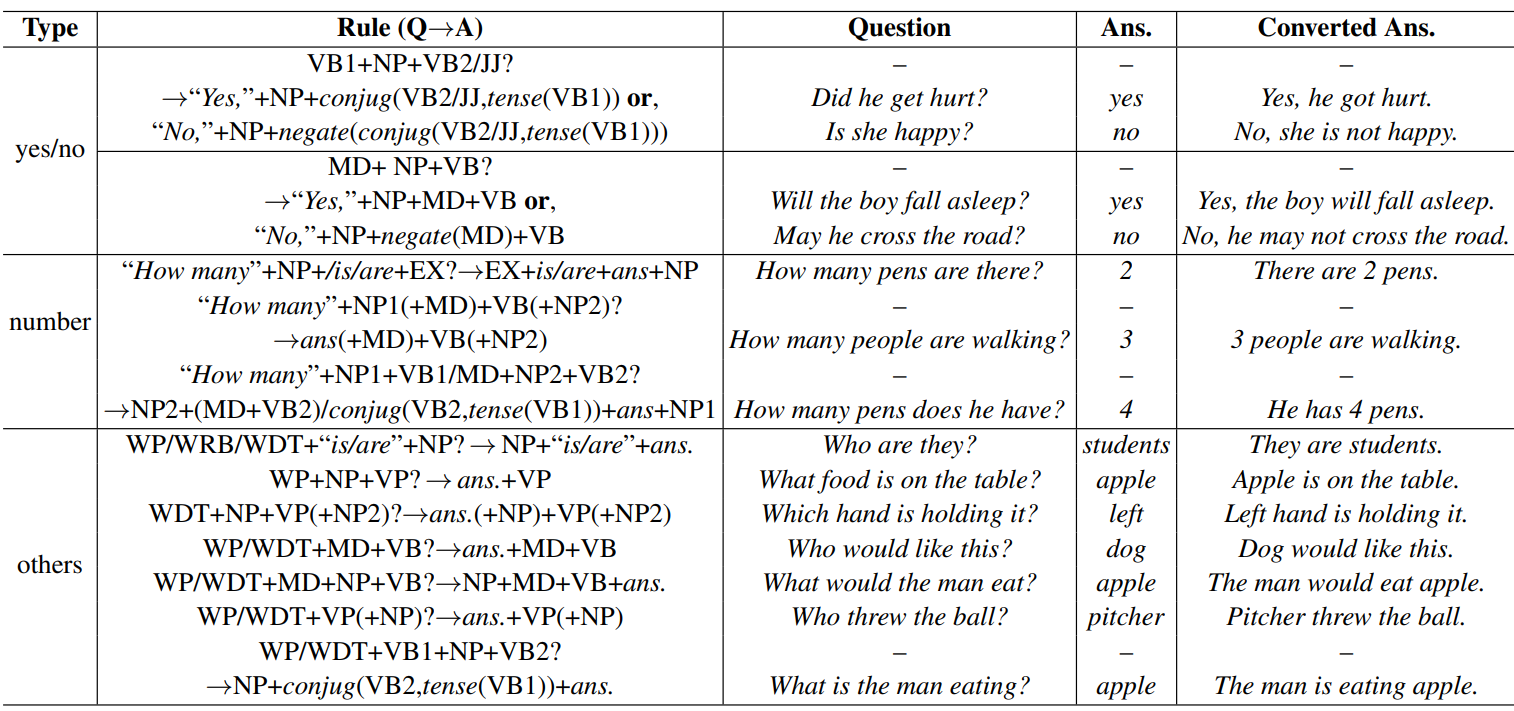 Type Rule (Q→A) Question Ans. Converted Ans.
VB1+NP+VB2/JJ? – – –
→“Yes,”+NP+conjug(VB2/JJ,tense(VB1)) or, Did he get hurt? yes Yes, he got hurt.
“No,”+NP+negate(conjug(VB2/JJ,tense(VB1))) Is she happy? no No, she is not happy.
yes/no
MD+ NP+VB? – – –
→“Yes,”+NP+MD+VB or, Will the boy fall asleep? yes Yes, the boy will fall asleep.
“No,”+NP+negate(MD)+VB May he cross the road? no No, he may not cross the road.
“How many”+NP+/is/are+EX?→EX+is/are+ans+NP How many pens are there? 2 There are 2 pens.
“How many”+NP1(+MD)+VB(+NP2)? – – –
number →ans(+MD)+VB(+NP2) How many people are walking? 3 3 people are walking.
“How many”+NP1+VB1/MD+NP2+VB2? – – –
→NP2+(MD+VB2)/conjug(VB2,tense(VB1))+ans+NP1 How many pens does he have? 4 He has 4 pens.
WP/WRB/WDT+“is/are”+NP?→ NP+“is/are”+ans. Who are they? students They are students.
WP+NP+VP?→ans.+VP What food is on the table? apple Apple is on the table.
WDT+NP+VP(+NP2)?→ans.(+NP)+VP(+NP2) Which hand is holding it? left Left hand is holding it.
others WP/WDT+MD+VB?→ans.+MD+VB Who would like this? dog Dog would like this.
WP/WDT+MD+NP+VB?→NP+MD+VB+ans. What would the man eat? apple The man would eat apple.
WP/WDT+VP(+NP)?→ans.+VP(+NP) Who threw the ball? pitcher Pitcher threw the ball.
WP/WDT+VB1+NP+VB2? – – –
→NP+conjug(VB2,tense(VB1))+ans. What is the man eating? apple The man is eating apple.